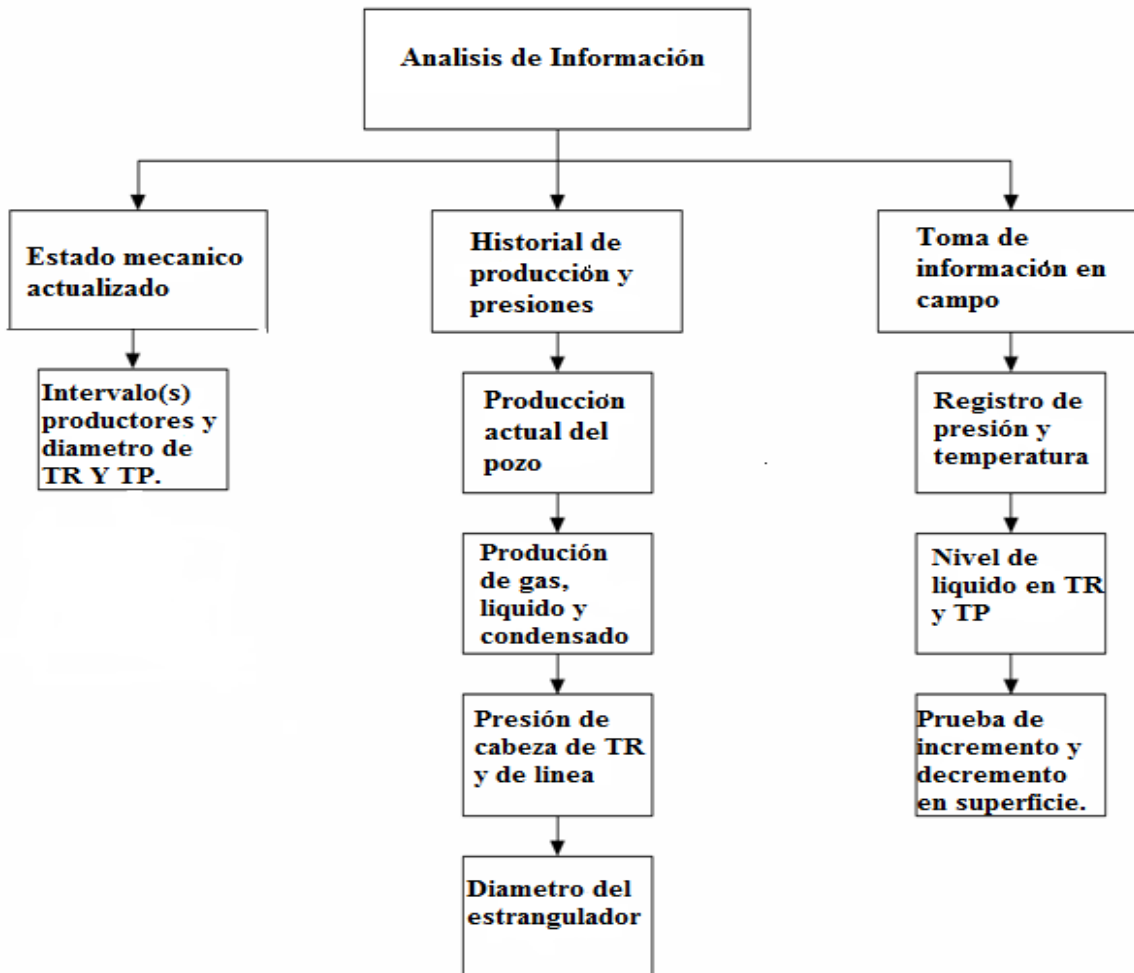 Analisis de Información
Estado mecanico
actualizado
Intervalo(s)
productores y
diametro de
TR Y TP.
Historial de
producción y
presiones
Producción
actual del
pozo
Produción
de gas,
liquido y
condensado
Presión de
cabeza de TR
y de linea
Diametro del
estrangulador
Toma de
información en
campo
Registro de
presión y
temperatura
Nivel de
liquido en TR
y TP
Prueba de
incremento y
decremento
en superficie.